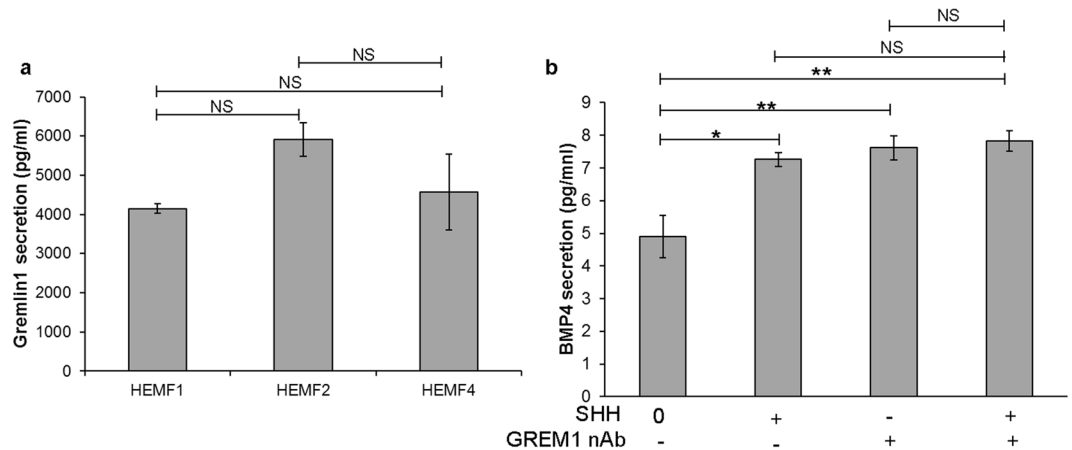 a
NS
NS
NS
Gremlin1 secretion (pg/ml)
7000
6000
5000
4000
3000
2000
1000
0
HEMF1 HEMF2 HEMF4
b
NS
NS
**
**
*
BMP4 secretion (pg/mnl)
9
8
7
6
5
4
3
2
1
0
SHH 0 + - +
GREM1 nAb - - + +